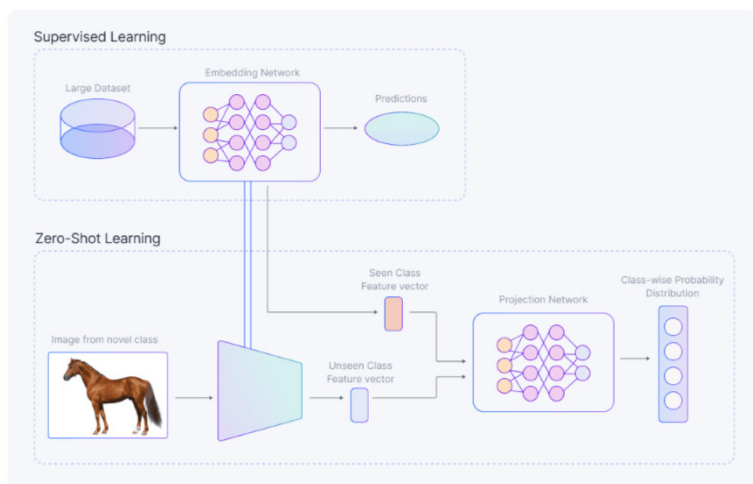 Supervised Learning
Large Dataset
Embedding Network
Predictions
Zero-Shot Learning
Seen Class
Feature vector
Class-wise Probability
Distribution
Projection Network
Image from novel class
Unseen Class
Feature vector